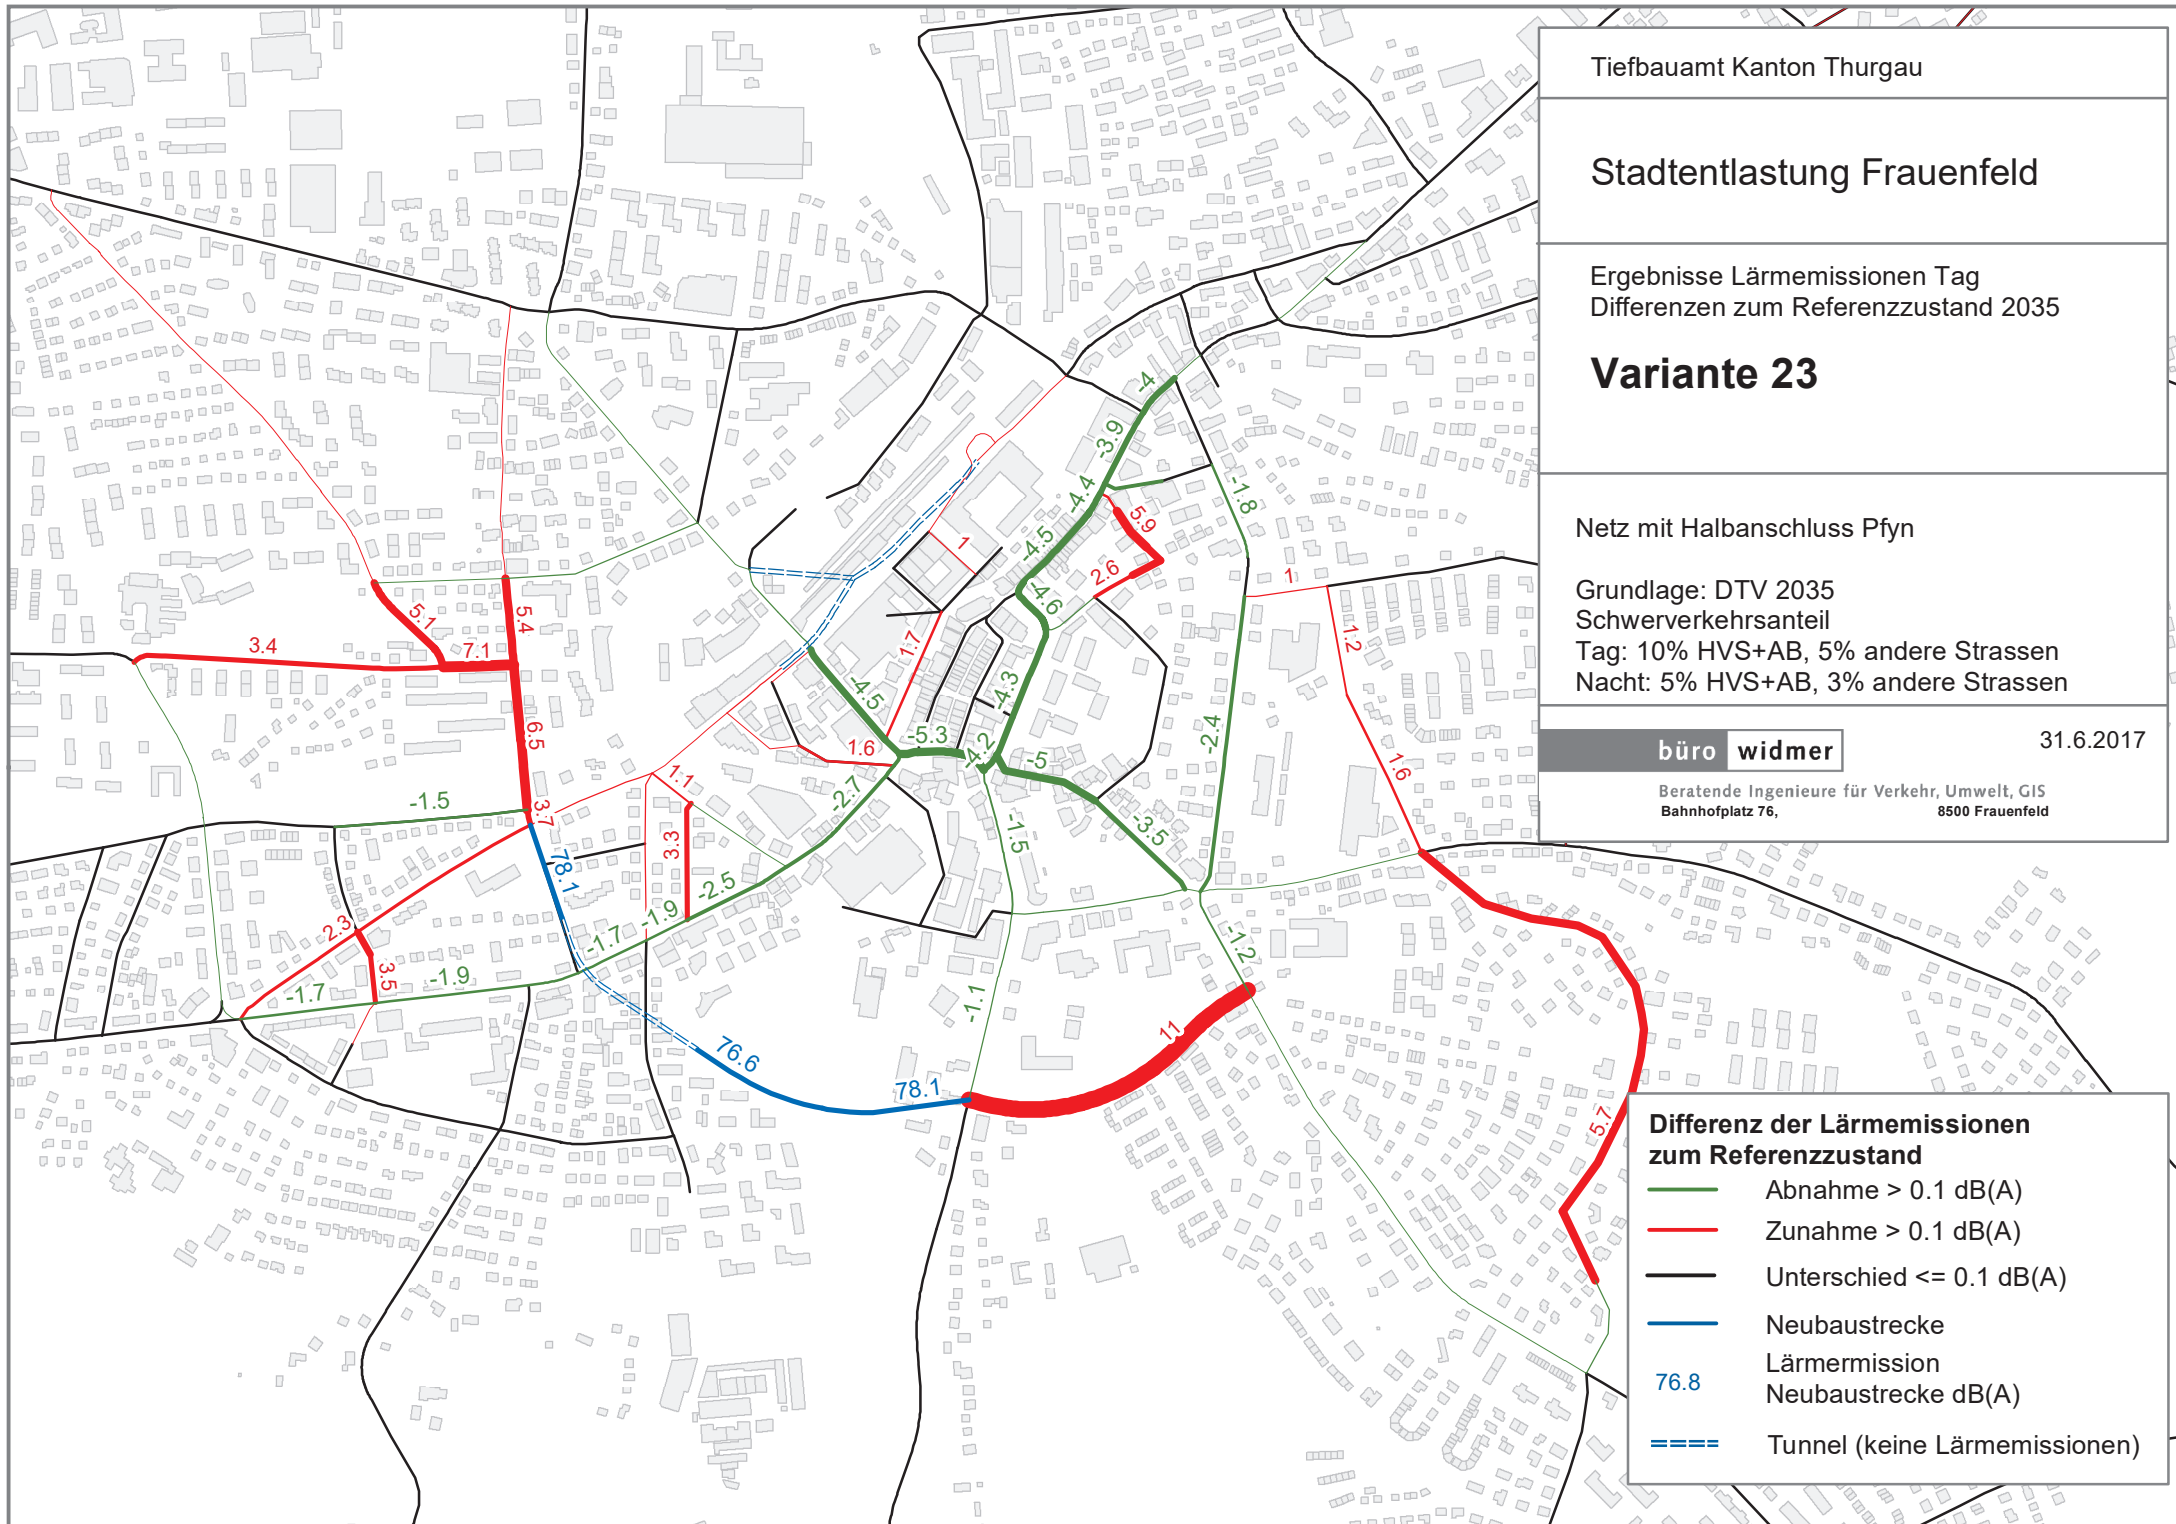 Tiefbauamt Kanton Thurgau
Stadtentlastung Frauenfeld
Ergebnisse Lärmemissionen Tag
Differenzen zum Referenzzustand 2035
Variante 23
Netz mit Halbanschluss Pfyn
Grundlage: DTV 2035
Schwerverkehrsanteil
Tag: 10% HVS+AB, 5% andere Strassen
Nacht: 5% HVS+AB, 3% andere Strassen
büro widmer
31.6.2017
Beratende Ingenieure für Verkehr, Umwelt, GIS
Bahnhofplatz 76, 8500 Frauenfeld
-4
-3.9
-4.4
-1.8
5.9
-4.5
1
2.6
1
-4.6
5.1
5.4
1.2
3.4
7.1
1.7
-4.5
-4.3
6.5
-2.4
-5.3
1.6
-4.2
-5
1.6
1.1
-2.7
-1.5
3.7
-1.5
-3.5
3.3
78.1
-2.5
-1.9
2.3
-1.7
-1.2
3.5
-1.9
-1.7
-1.1
11
76.6
78.1
5.7
Differenz der Lärmemissionen
zum Referenzzustand
Abnahme > 0.1 dB(A)
Zunahme > 0.1 dB(A)
Unterschied <= 0.1 dB(A)
Neubaustrecke
Lärmermission
76.8
Neubaustrecke dB(A)
Tunnel (keine Lärmemissionen)